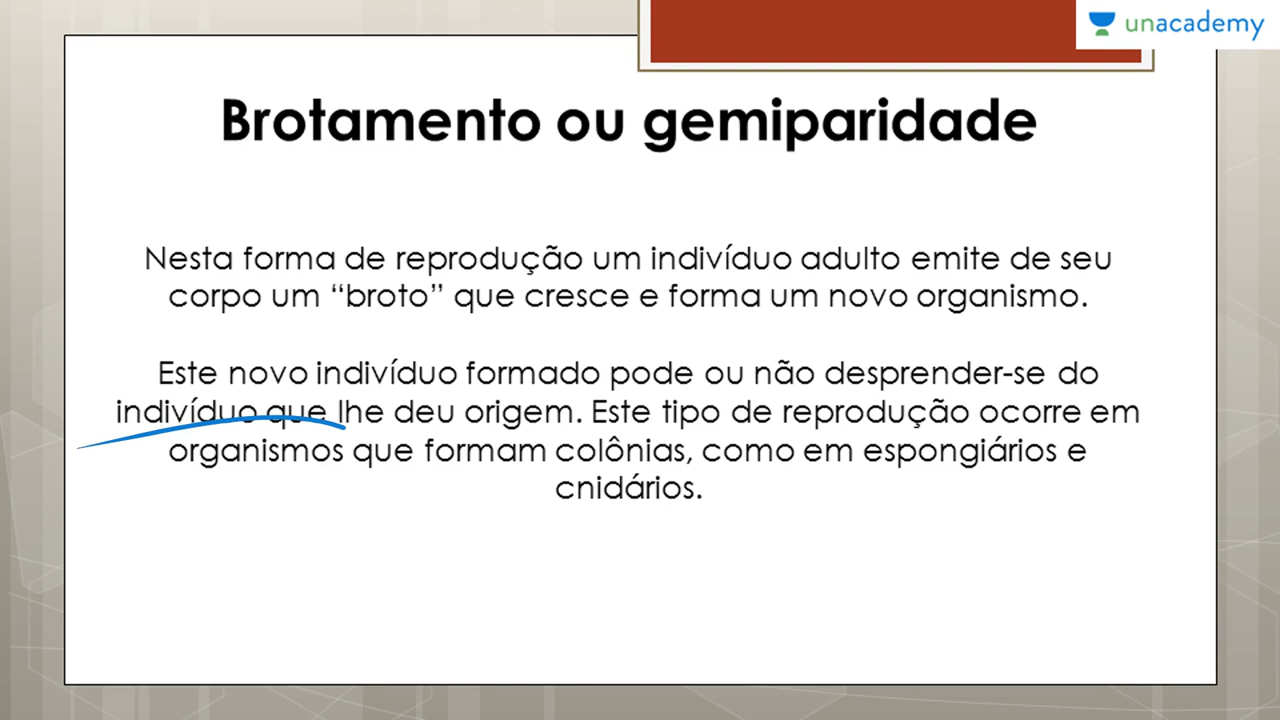 unacademy
Brotamento ou gemiparidade
Nesta forma de reprodução um indivíduo adulto emite de seu
corpo um “broto” que cresce e forma um novo organismo.
Este novo indivíduo formado pode ou não desprender-se do
indivíduo que lhe deu origem. Este tipo de reprodução ocorre em
organismos que formam colônias, como em espongiários e
cnidários.